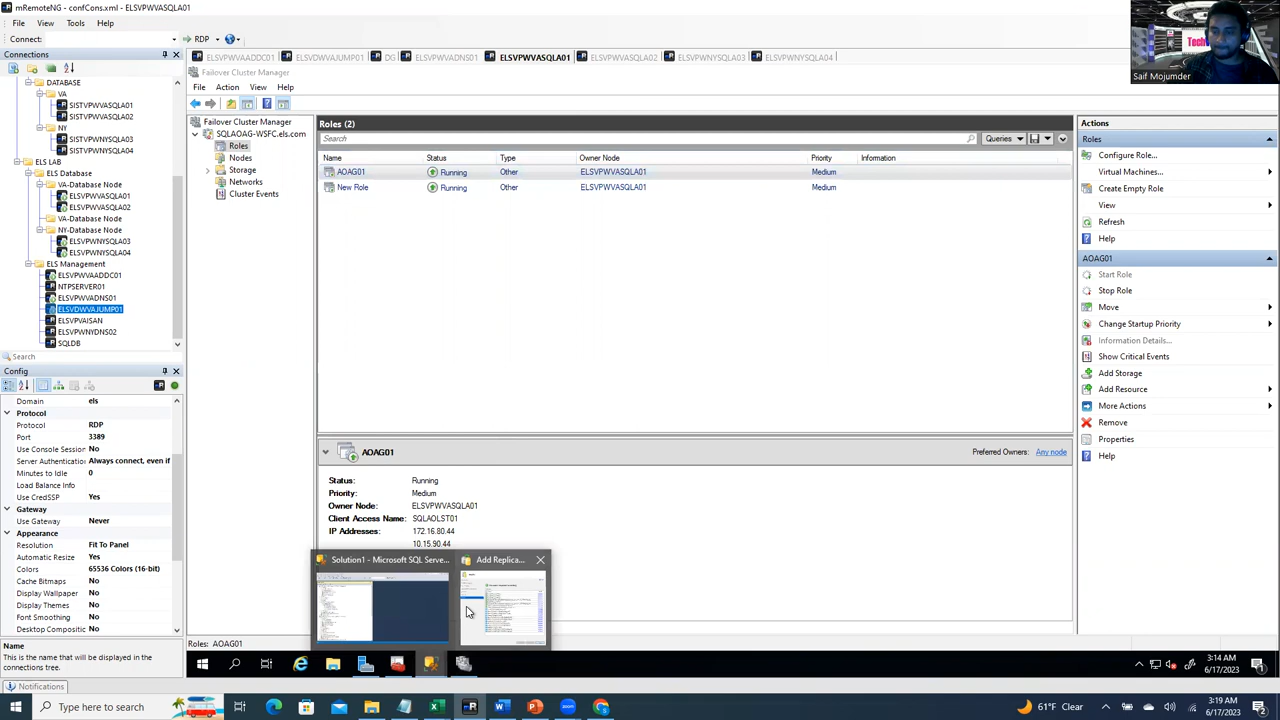 mRemoteNG - confCons.xml - ELSVPWVASQLA01
File View Tools Help
Connect: RDP
Connections
DATABASE
VA
SISTVPWVASQLA01
SISTVPWVASQLA02
NY
SISTVPWVASQLA03
SISTVPWVASQLA04
ELS LAB
ELS Database
VA-Database Node
ELSVPWVASQLA01
ELSVPWVASQLA02
VA-Database Node
NY-Database Node
ELSVPWNYSQLA03
ELSVPWNYSQLA04
ELS Management
ELSVPWVAADDC01
NTPSERVER01
ELSVPWVADNS01
ELSVDWVAJUMP01
ELSVPWVAISAN
ELSVPWNYDNS02
SQLDB
Search
Config
Domain els
Protocol
Protocol RDP
Port 3389
Use Console Session No
Server Authentication Always connect, even if
Minutes to Idle 0
Load Balance Info
Use CredSSP Yes
Gateway
Use Gateway Never
Appearance
Resolution Fit To Panel
Automatic Resize Yes
Colors 65536 Colors (16-bit)
Cache Bitmaps No
Display Wallpaper No
Display Themes No
Font Smoothing No
Desktop Compositic No
Name
This is the name that will be displayed in the
connections tree.
Notifications
ELSVPWVAADDC01 ELSVDWVAJUMP01 DG ELSVPWVADNS01 ELSVPWVASQLA01 ELSVPWVASQLA02 ELSVPWNYSQLA03 ELSVPWNYSQLA04
Failover Cluster Manager
File Action View Help
Failover Cluster Manager
SQLAOAG-WSFC.els.com
Roles
Nodes
Storage
Networks
Cluster Events
Roles (2)
Search Queries
Name Status Type Owner Node Priority Information
AOAG01 Running Other ELSVPWVASQLA01 Medium
New Role Running Other ELSVPWVASQLA01 Medium
AOAG01 Preferred Owners: Any node
Status: Running
Priority: Medium
Owner Node: ELSVPWVASQLA01
Client Access Name: SQLAOLST01
IP Addresses: 172.16.80.44
10.15.90.44
Solution1 - Microsoft SQL Serve...
Add Replica...
Roles: AOAG01
Actions
Roles
Configure Role...
Virtual Machines...
Create Empty Role
View
Refresh
Help
AOAG01
Start Role
Stop Role
Move
Change Startup Priority
Information Details...
Show Critical Events
Add Storage
Add Resource
More Actions
Remove
Properties
Help
Saif Mojumder
3:14 AM
6/17/2023
Type here to search
61°F Clear
3:19 AM
6/17/2023